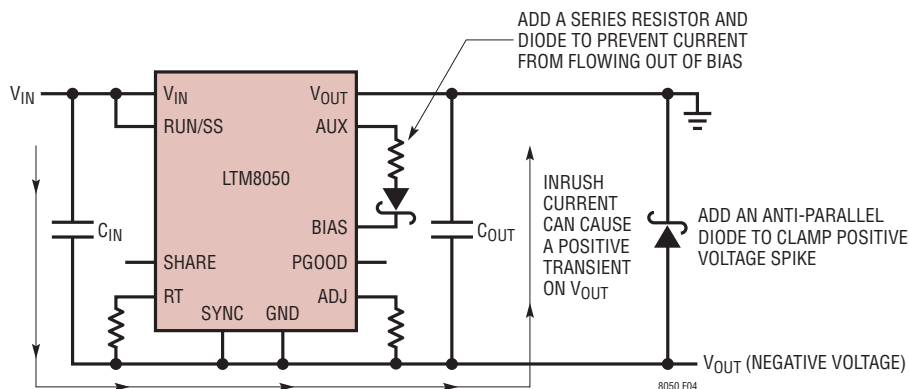 ADD A SERIES RESISTOR AND
DIODE TO PREVENT CURRENT
FROM FLOWING OUT OF BIAS
VIN
VIN
VOUT
RUN/SS
AUX
LTM8050
CIN
BIAS
COUT
INRUSH
CURRENT
CAN CAUSE
A POSITIVE
TRANSIENT
ON VOUT
ADD AN ANTI-PARALLEL
DIODE TO CLAMP POSITIVE
VOLTAGE SPIKE
SHARE
PGOOD
RT
ADJ
SYNC
GND
VOUT (NEGATIVE VOLTAGE)
8050 F04